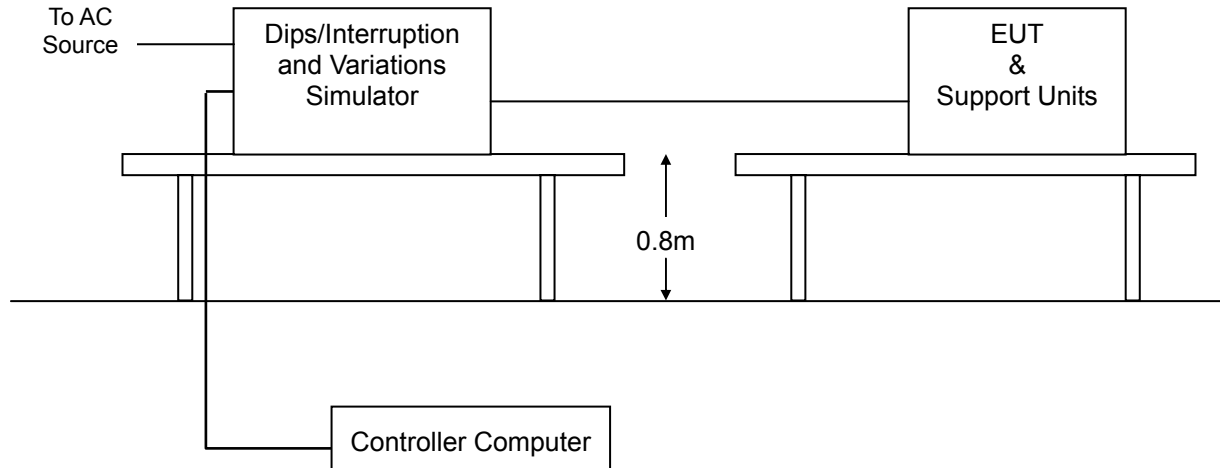 To AC
Source
Dips/Interruption
and Variations
Simulator
EUT
&
Support Units
0.8m
Controller Computer